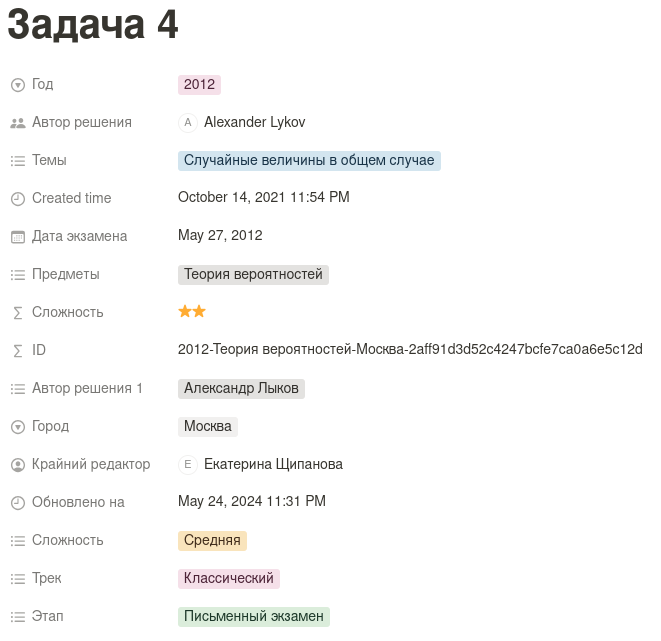 Задача 4
Год 2012
Автор решения A Alexander Lykov
Темы Случайные величины в общем случае
Created time October 14, 2021 11:54 PM
Дата экзамена May 27, 2012
Предметы Теория вероятностей
Сложность
ID 2012-Теория вероятностей-Москва-2aff91d3d52c4247bcfe7ca0a6e5c12d
Автор решения 1 Александр Лыков
Город Москва
Крайний редактор E Екатерина Щипанова
Обновлено на May 24, 2024 11:31 PM
Сложность Средняя
Трек Классический
Этап Письменный экзамен